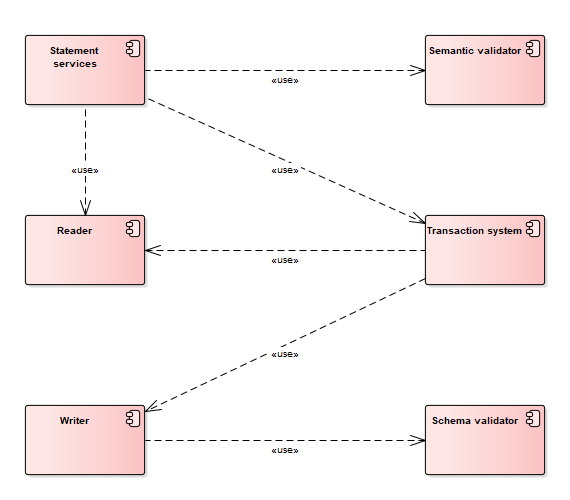 Statement
services
Semantic validator
«use»
«use»
«use»
Reader
Transaction system
«use»
«use»
Writer
Schema validator
«use»